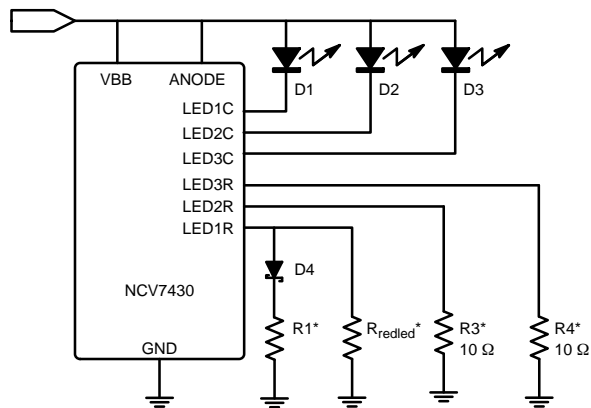 VBB
ANODE
D1
D2
D3
LED1C
LED2C
LED3C
LED3R
LED2R
LED1R
D4
NCV7430
R1*
Rredled*
R3*
10 Ω
R4*
10 Ω
GND